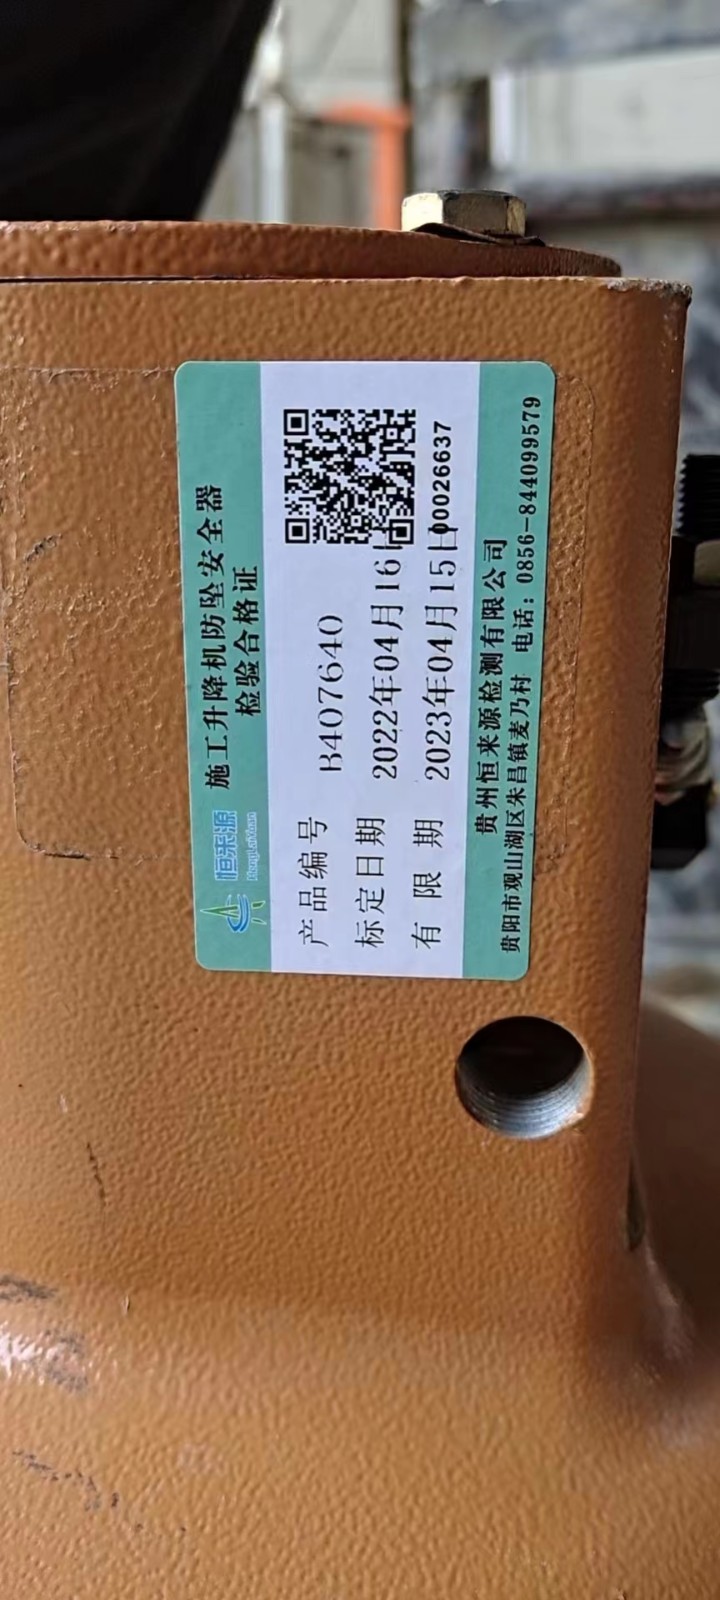 恒来源
HengLaiYuan
施工升降机防坠安全器
检验合格证
产品编号 B407640
标定日期 2022年04月16日
有 限 期 2023年04月15日
00026637
贵州恒来源检测有限公司
贵阳市观山湖区朱昌镇麦乃村 电话：0856-844099579